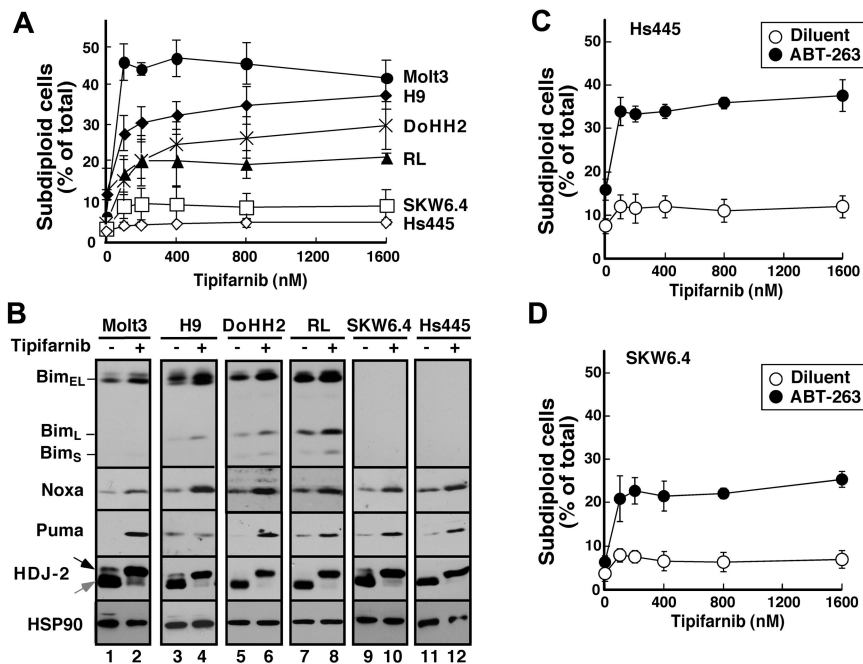 A
Subdiploid cells
(% of total)
50
40
30
20
10
0
0
400
800
1200
1600
Tipifarnib (nM)
Molt3
H9
DoHH2
RL
SKW6.4
Hs445
B
Molt3 H9 DoHH2 RL SKW6.4 Hs445
Tipifarnib - + - + - + - + - + - +
BimEL
BimL
BimS
Noxa
Puma
HDJ-2
HSP90
1 2 3 4 5 6 7 8 9 10 11 12
C
Hs445
Diluent
ABT-263
Subdiploid cells
(% of total)
50
40
30
20
10
0
0 400 800 1200 1600
Tipifarnib (nM)
D
SKW6.4
Diluent
ABT-263
Subdiploid cells
(% of total)
50
40
30
20
10
0
0 400 800 1200 1600
Tipifarnib (nM)